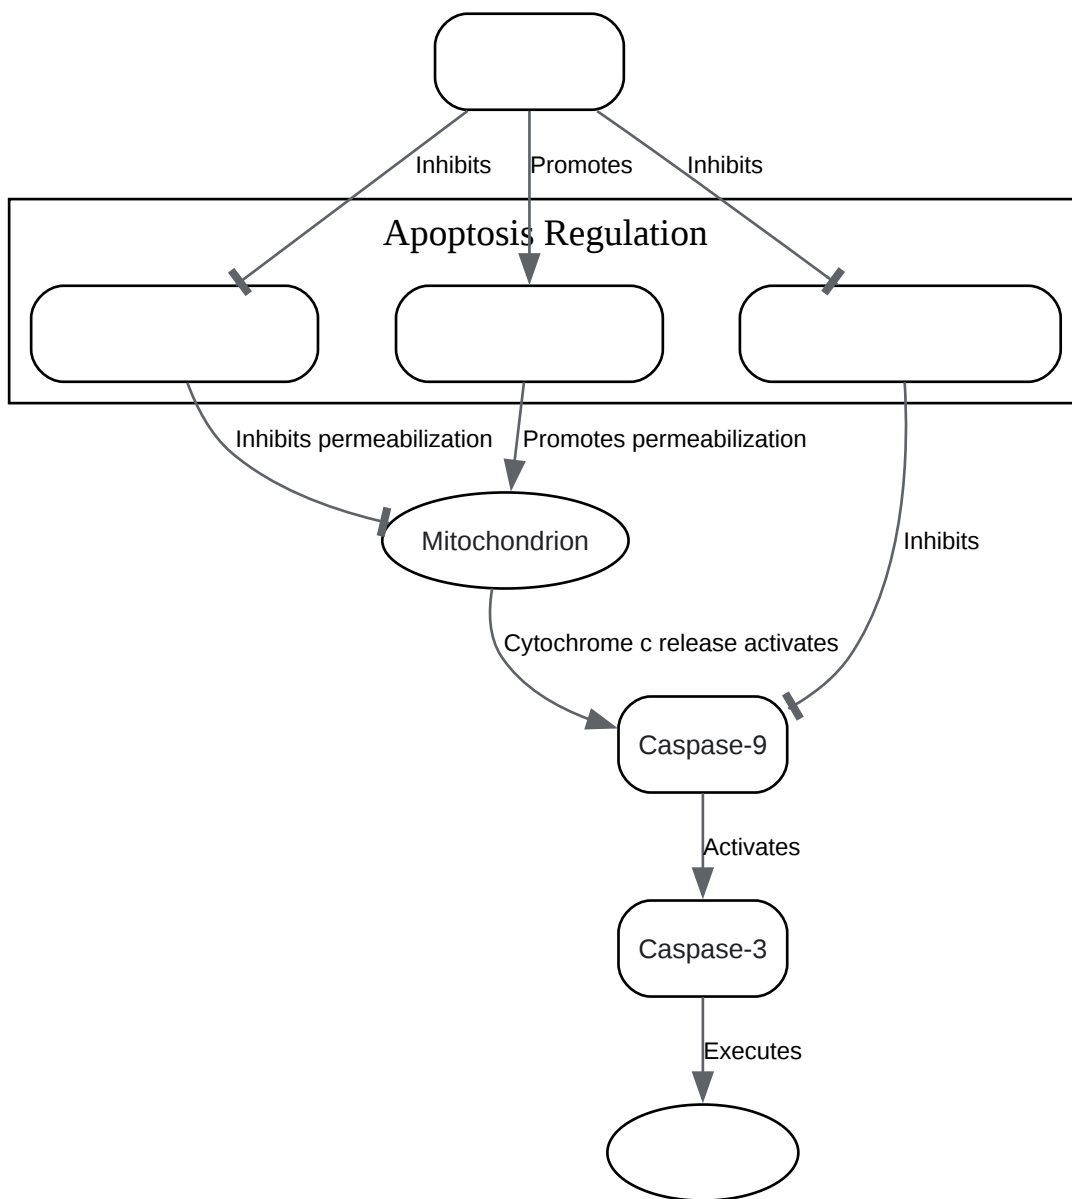 Inhibits
Promotes
Inhibits
Apoptosis Regulation
Inhibits permeabilization
Promotes permeabilization
Mitochondrion
Inhibits
Cytochrome c release activates
Caspase-9
Activates
Caspase-3
Executes